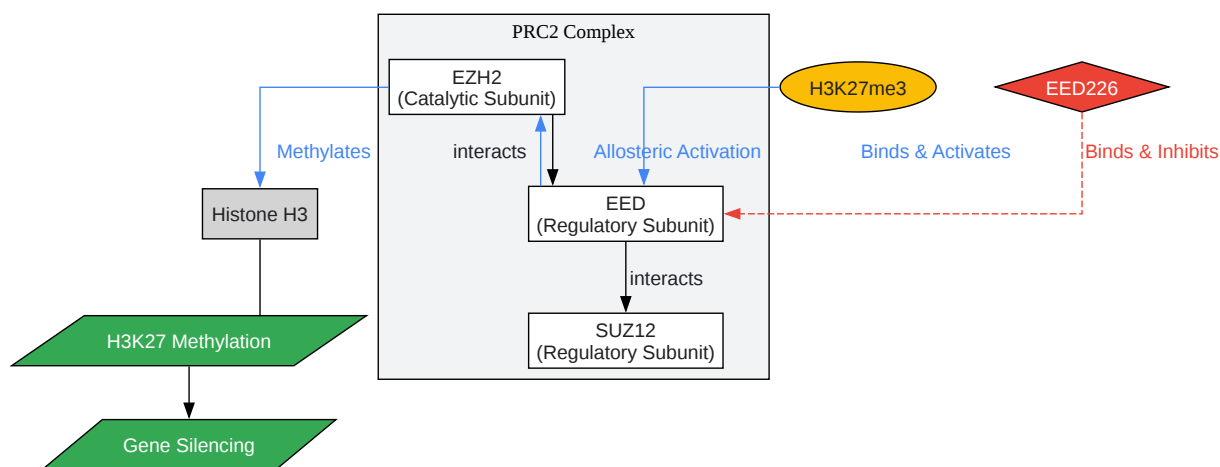 PRC2 Complex
EZH2
(Catalytic Subunit)
H3K27me3
EED226
Methylates
interacts
Allosteric Activation
Binds & Activates
Binds & Inhibits
Histone H3
EED
(Regulatory Subunit)
interacts
SUZ12
(Regulatory Subunit)
H3K27 Methylation
Gene Silencing